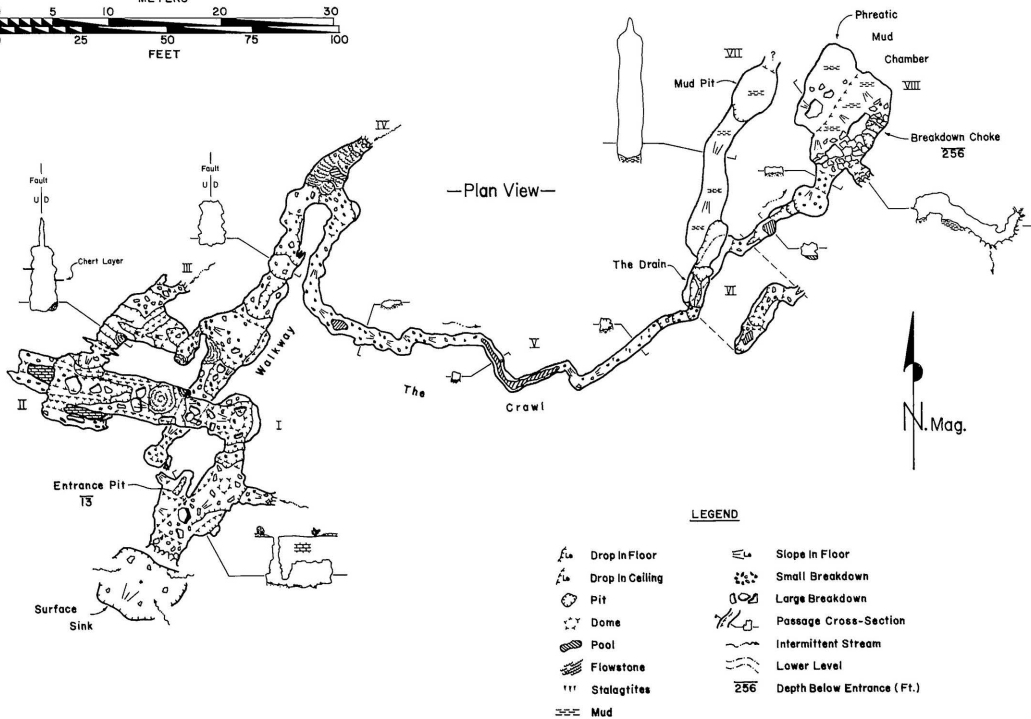 METERS
5 10 20 30
25 50 75 100
FEET
Phreatic
Mud
Chamber
VIII
VII
?
Mud Pit
Breakdown Choke
256
IV
Fault
U D
Fault
U D
—Plan View—
Chert Layer
III
The Drain
VI
Walkway
V
The
Crawl
II
I
N. Mag.
Entrance Pit
13
Surface
Sink
LEGEND
Drop In Floor
Drop In Ceiling
Pit
Dome
Pool
Flowstone
Stalagtites
Mud
Slope In Floor
Small Breakdown
Large Breakdown
Passage Cross-Section
Intermittent Stream
Lower Level
256 Depth Below Entrance (Ft.)